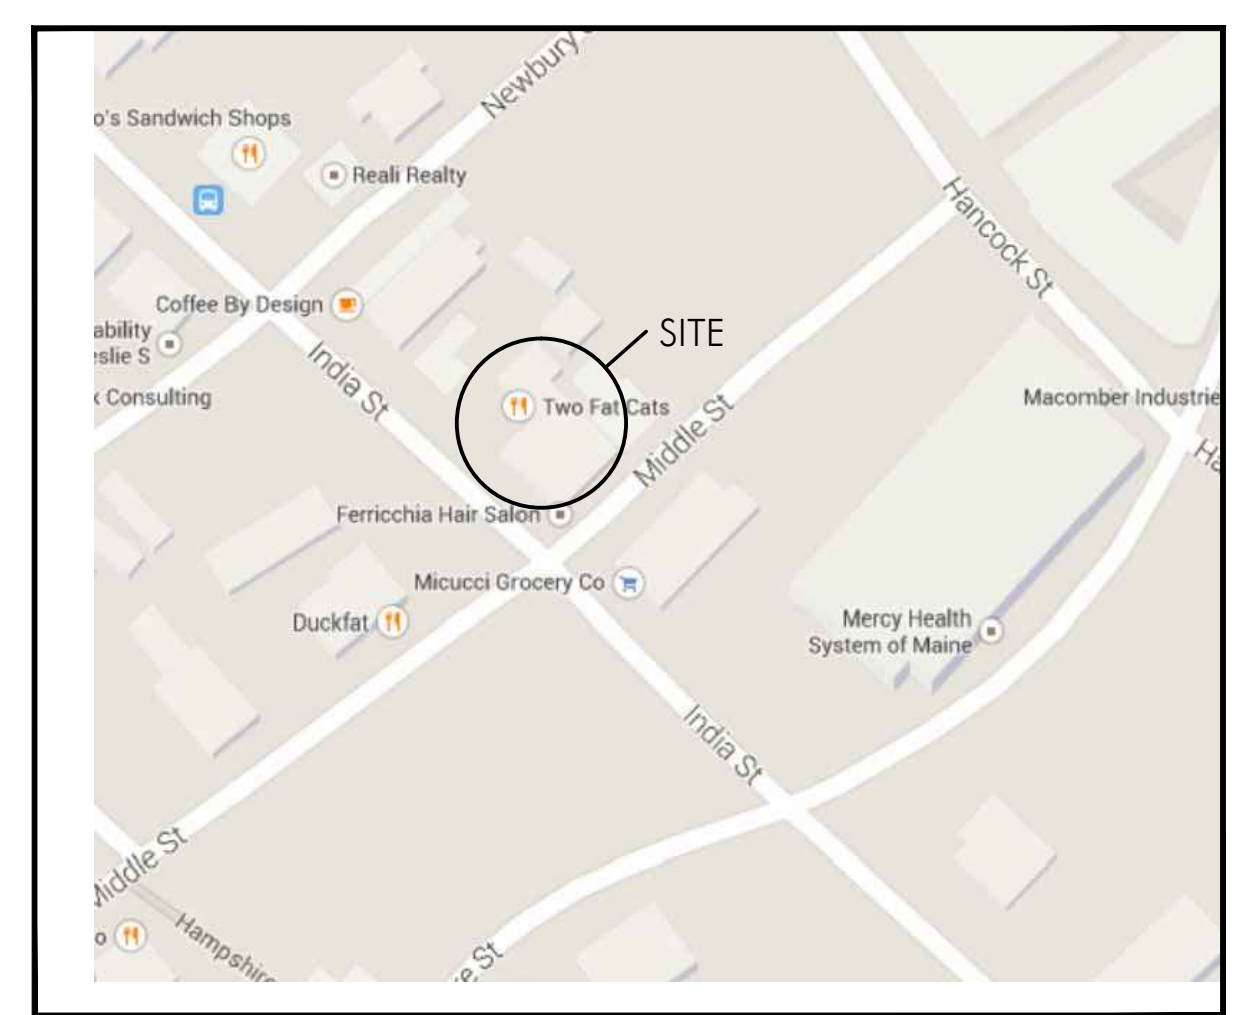 Newbury
o's Sandwich Shops
Reali Realty
Hancock St
Coffee By Design
SITE
ability
eslie S
India St
Consulting
Two Fat Cats
Macomber Industrie
Middle St
Ha
Ferricchia Hair Salon
Micucci Grocery Co
Duckfat
Mercy Health
System of Maine
India St
Middle St
o
Hampshire
e St